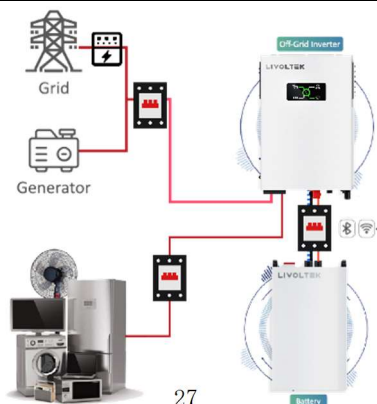 Off-Grid Inverter
LIVOLTEK
Grid
Generator
LIVOLTEK
27
Battery